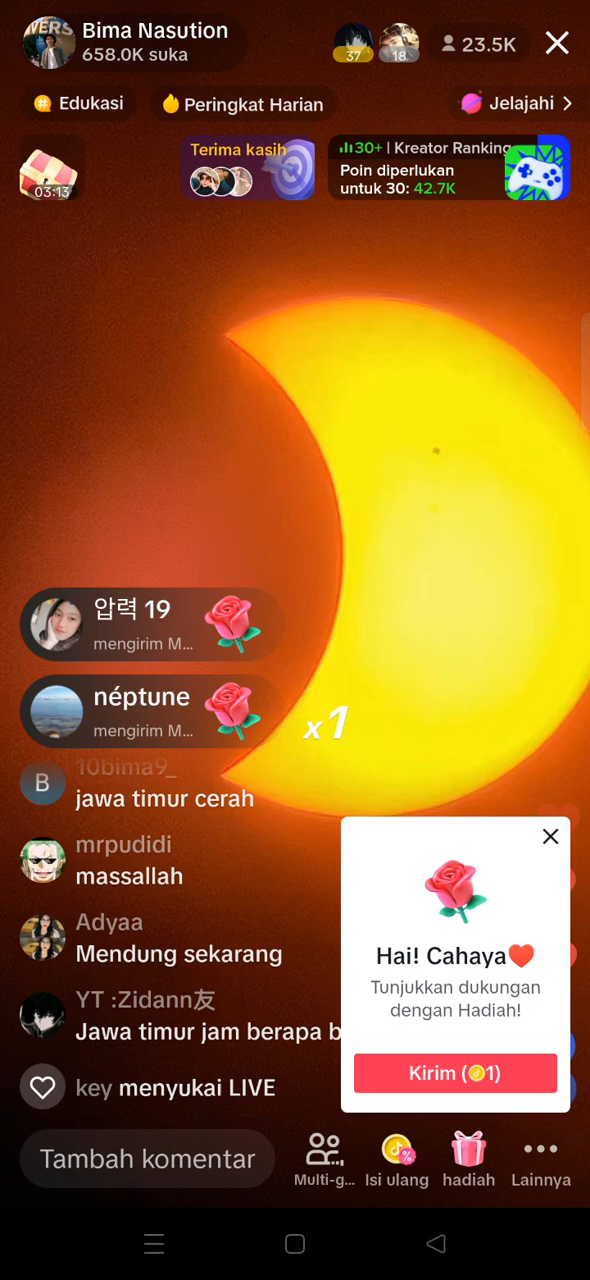 Bima Nasution
658.0K suka
37
18
23.5K
Edukasi
Peringkat Harian
Jelajahi
03:13
Terima kasih
30+ | Kreator Ranking
Poin diperlukan
untuk 30: 42.7K
압력 19
mengirim M...
néptune
mengirim M...
x1
B
10bima9_
jawa timur cerah
mrpudidi
massallah
Adyaa
Mendung sekarang
YT :Zidann友
Jawa timur jam berapa b
key menyukai LIVE
Hai! Cahaya❤️
Tunjukkan dukungan
dengan Hadiah!
Kirim (1)
Tambah komentar
Multi-g...
Isi ulang
hadiah
Lainnya